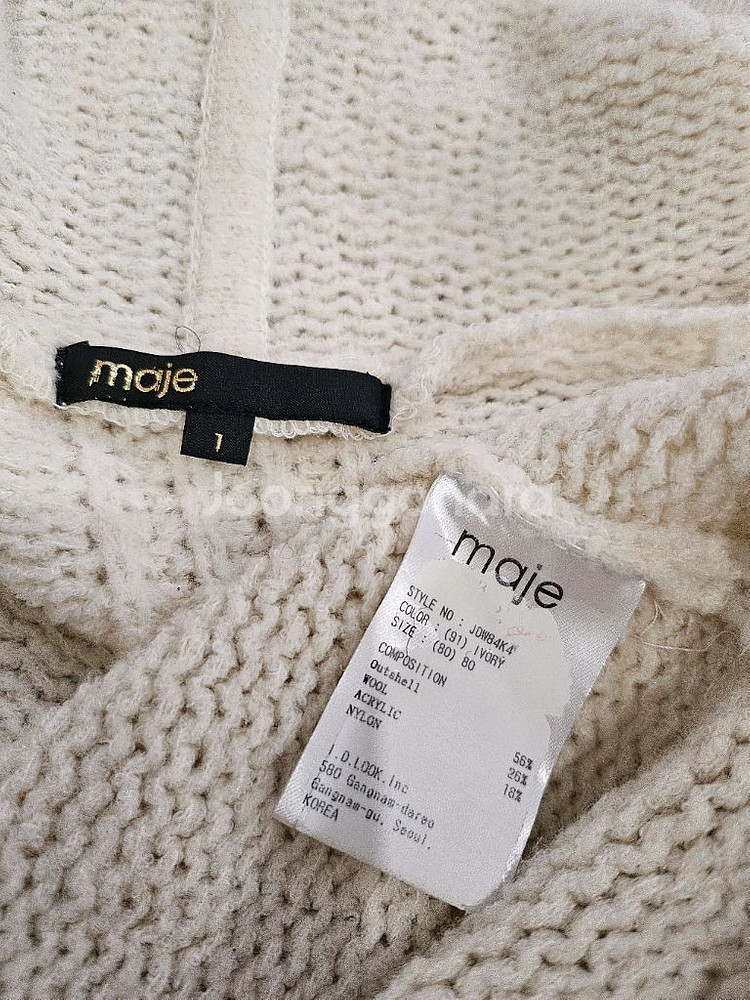 maje
1
Joonggonara
maje
STYLE NO : JDW84K4
COLOR : (91) IVORY
SIZE : (80) 80
COMPOSITION
Outshell
WOOL 56%
ACRYLIC 26%
NYLON 18%
I.D.LOOK.Inc
580 Gangnam-daero
Gangnam-gu, Seoul.
KOREA